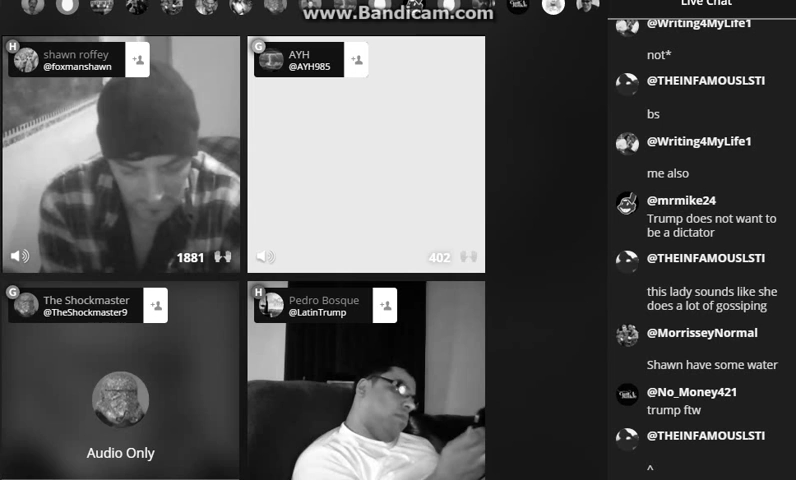 www.Bandicam.com
Live Chat
H
shawn roffey
@foxmanshawn
1881
G
AYH
@AYH985
402
G
The Shockmaster
@TheShockmaster9
Audio Only
H
Pedro Bosque
@LatinTrump
@Writing4MyLife1
not*
@THEINFAMOUSLSTI
bs
@Writing4MyLife1
me also
@mrmike24
Trump does not want to
be a dictator
@THEINFAMOUSLSTI
this lady sounds like she
does a lot of gossiping
@MorrisseyNormal
Shawn have some water
@No_Money421
trump ftw
@THEINFAMOUSLSTI
^